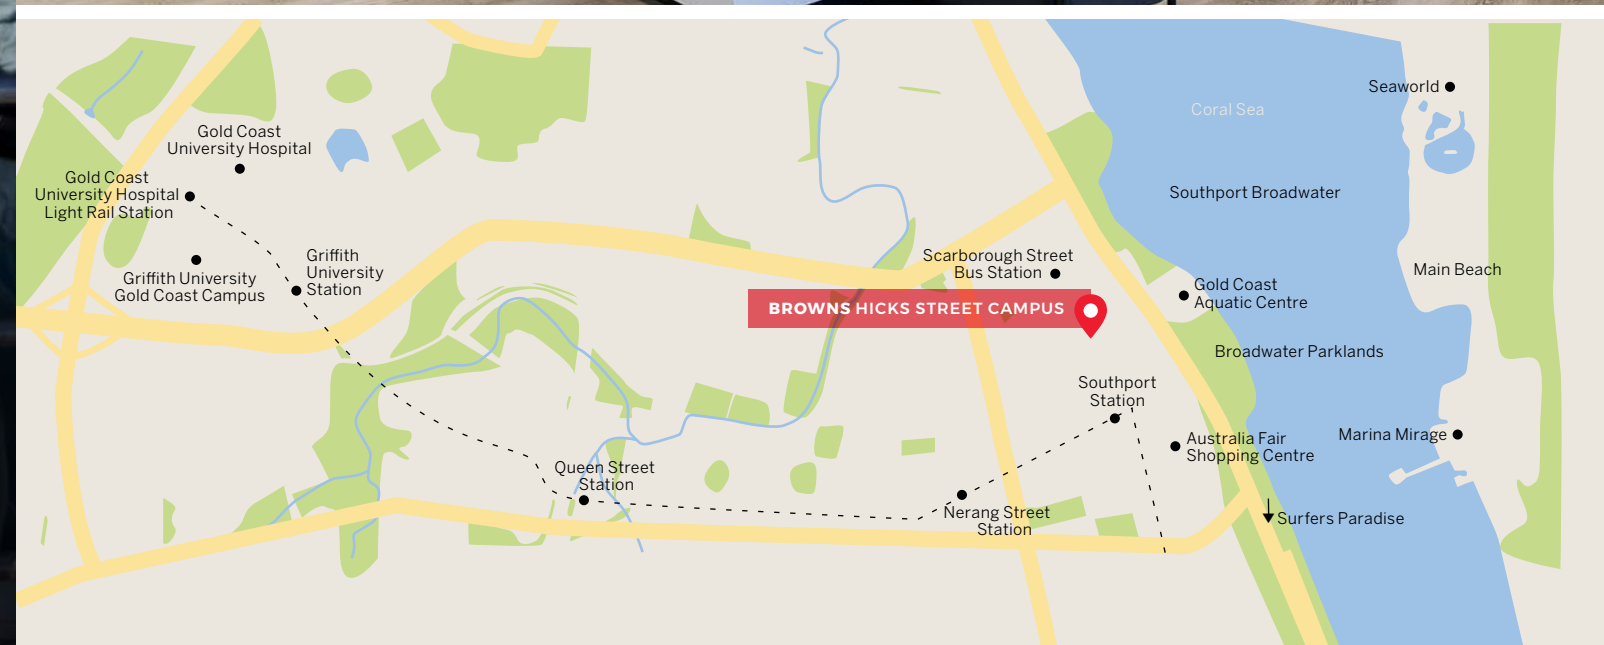 Seaworld
Coral Sea
Gold Coast
University Hospital
Gold Coast
University Hospital
Light Rail Station
Southport Broadwater
Griffith
University
Station
Scarborough Street
Bus Station
Main Beach
Griffith University
Gold Coast Campus
Gold Coast
Aquatic Centre
BROWNS HICKS STREET CAMPUS
Broadwater Parklands
Southport
Station
Marina Mirage
Australia Fair
Shopping Centre
Queen Street
Station
Nerang Street
Station
Surfers Paradise